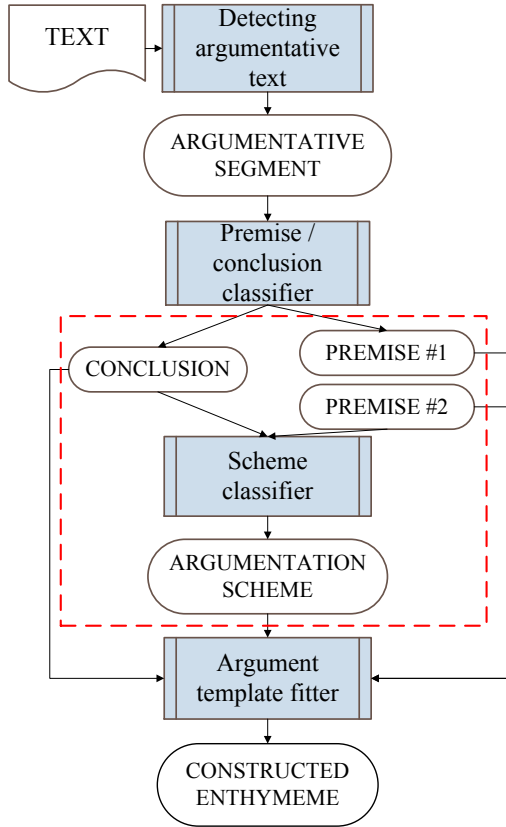 TEXT
Detecting
argumentative
text
ARGUMENTATIVE
SEGMENT
Premise /
conclusion
classifier
CONCLUSION
PREMISE #1
PREMISE #2
Scheme
classifier
ARGUMENTATION
SCHEME
Argument
template fitter
CONSTRUCTED
ENTHYMEME